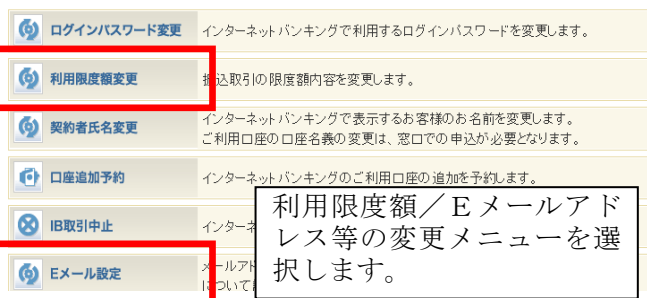 ログインパスワード変更 インターネットバンキングで利用するログインパスワードを変更します。
利用限度額変更 振込取引の限度額内容を変更します。
契約者氏名変更 インターネットバンキングで表示するお客様のお名前を変更します。
ご利用口座の口座名義の変更は、窓口での申込が必要となります。
口座追加予約 インターネットバンキングのご利用口座の追加を予約します。
IB取引中止 インターネ
Eメール設定 メールアド
について
利用限度額／Ｅメールアド
レス等の変更メニューを選
択します。